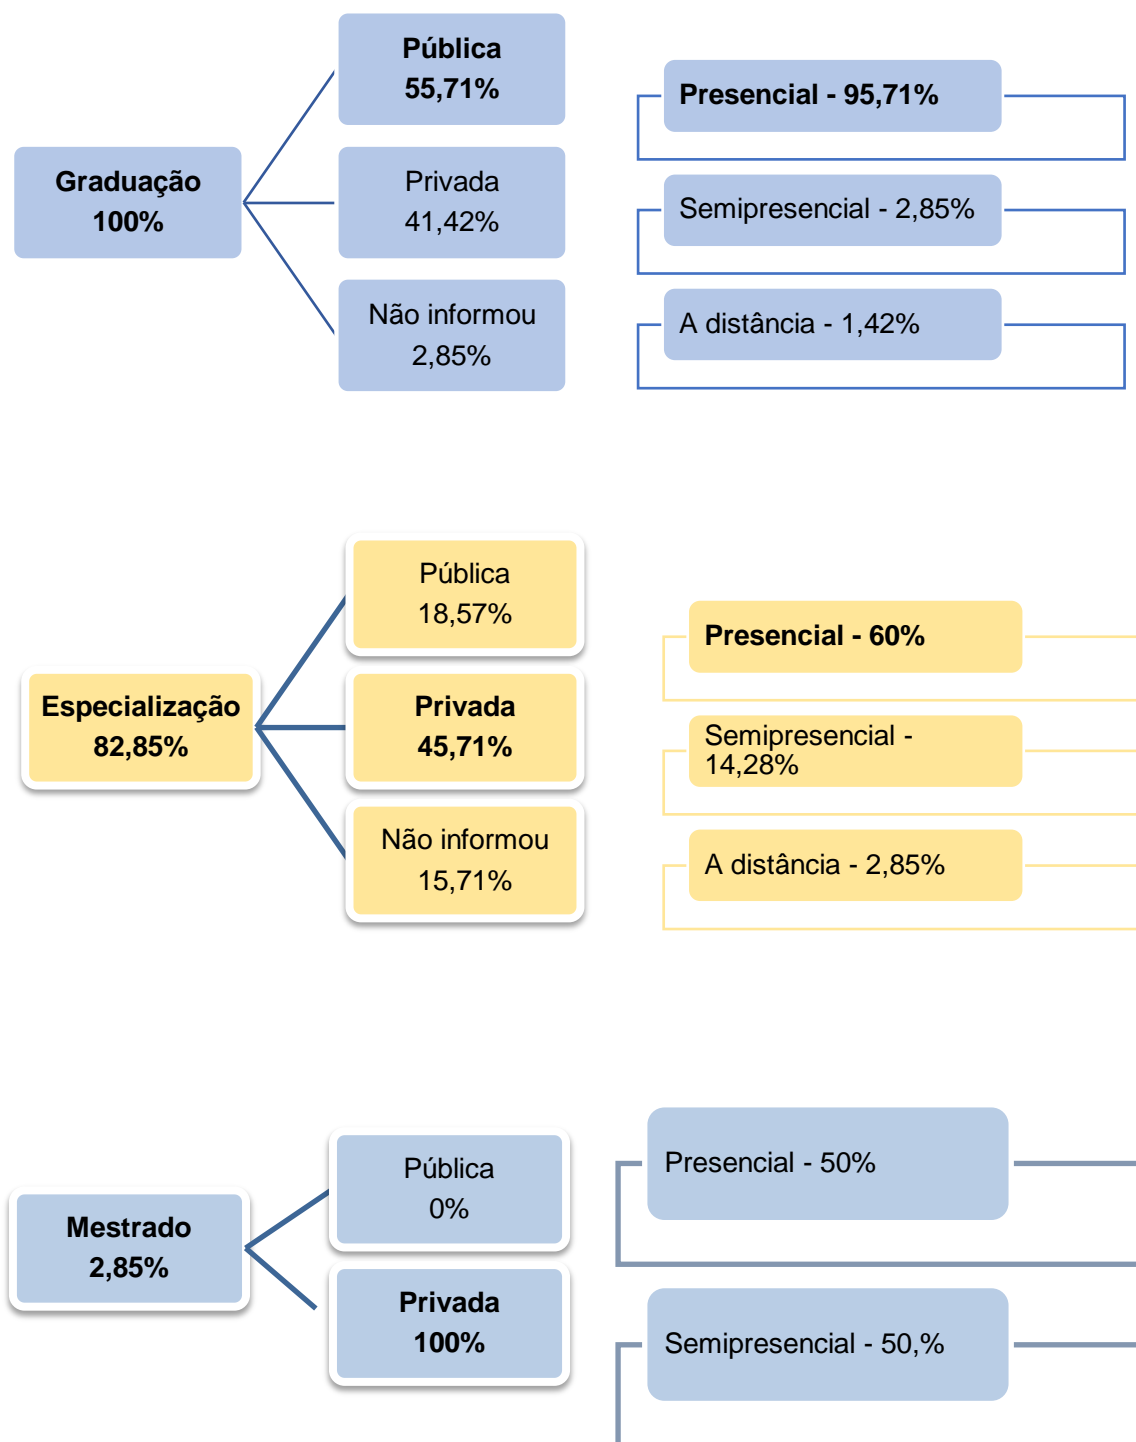 Graduação
100%
Pública
55,71%
Privada
41,42%
Não informou
2,85%
Presencial - 95,71%
Semipresencial - 2,85%
A distância - 1,42%
Especialização
82,85%
Pública
18,57%
Privada
45,71%
Não informou
15,71%
Presencial - 60%
Semipresencial -
14,28%
A distância - 2,85%
Mestrado
2,85%
Pública
0%
Privada
100%
Presencial - 50%
Semipresencial - 50,%